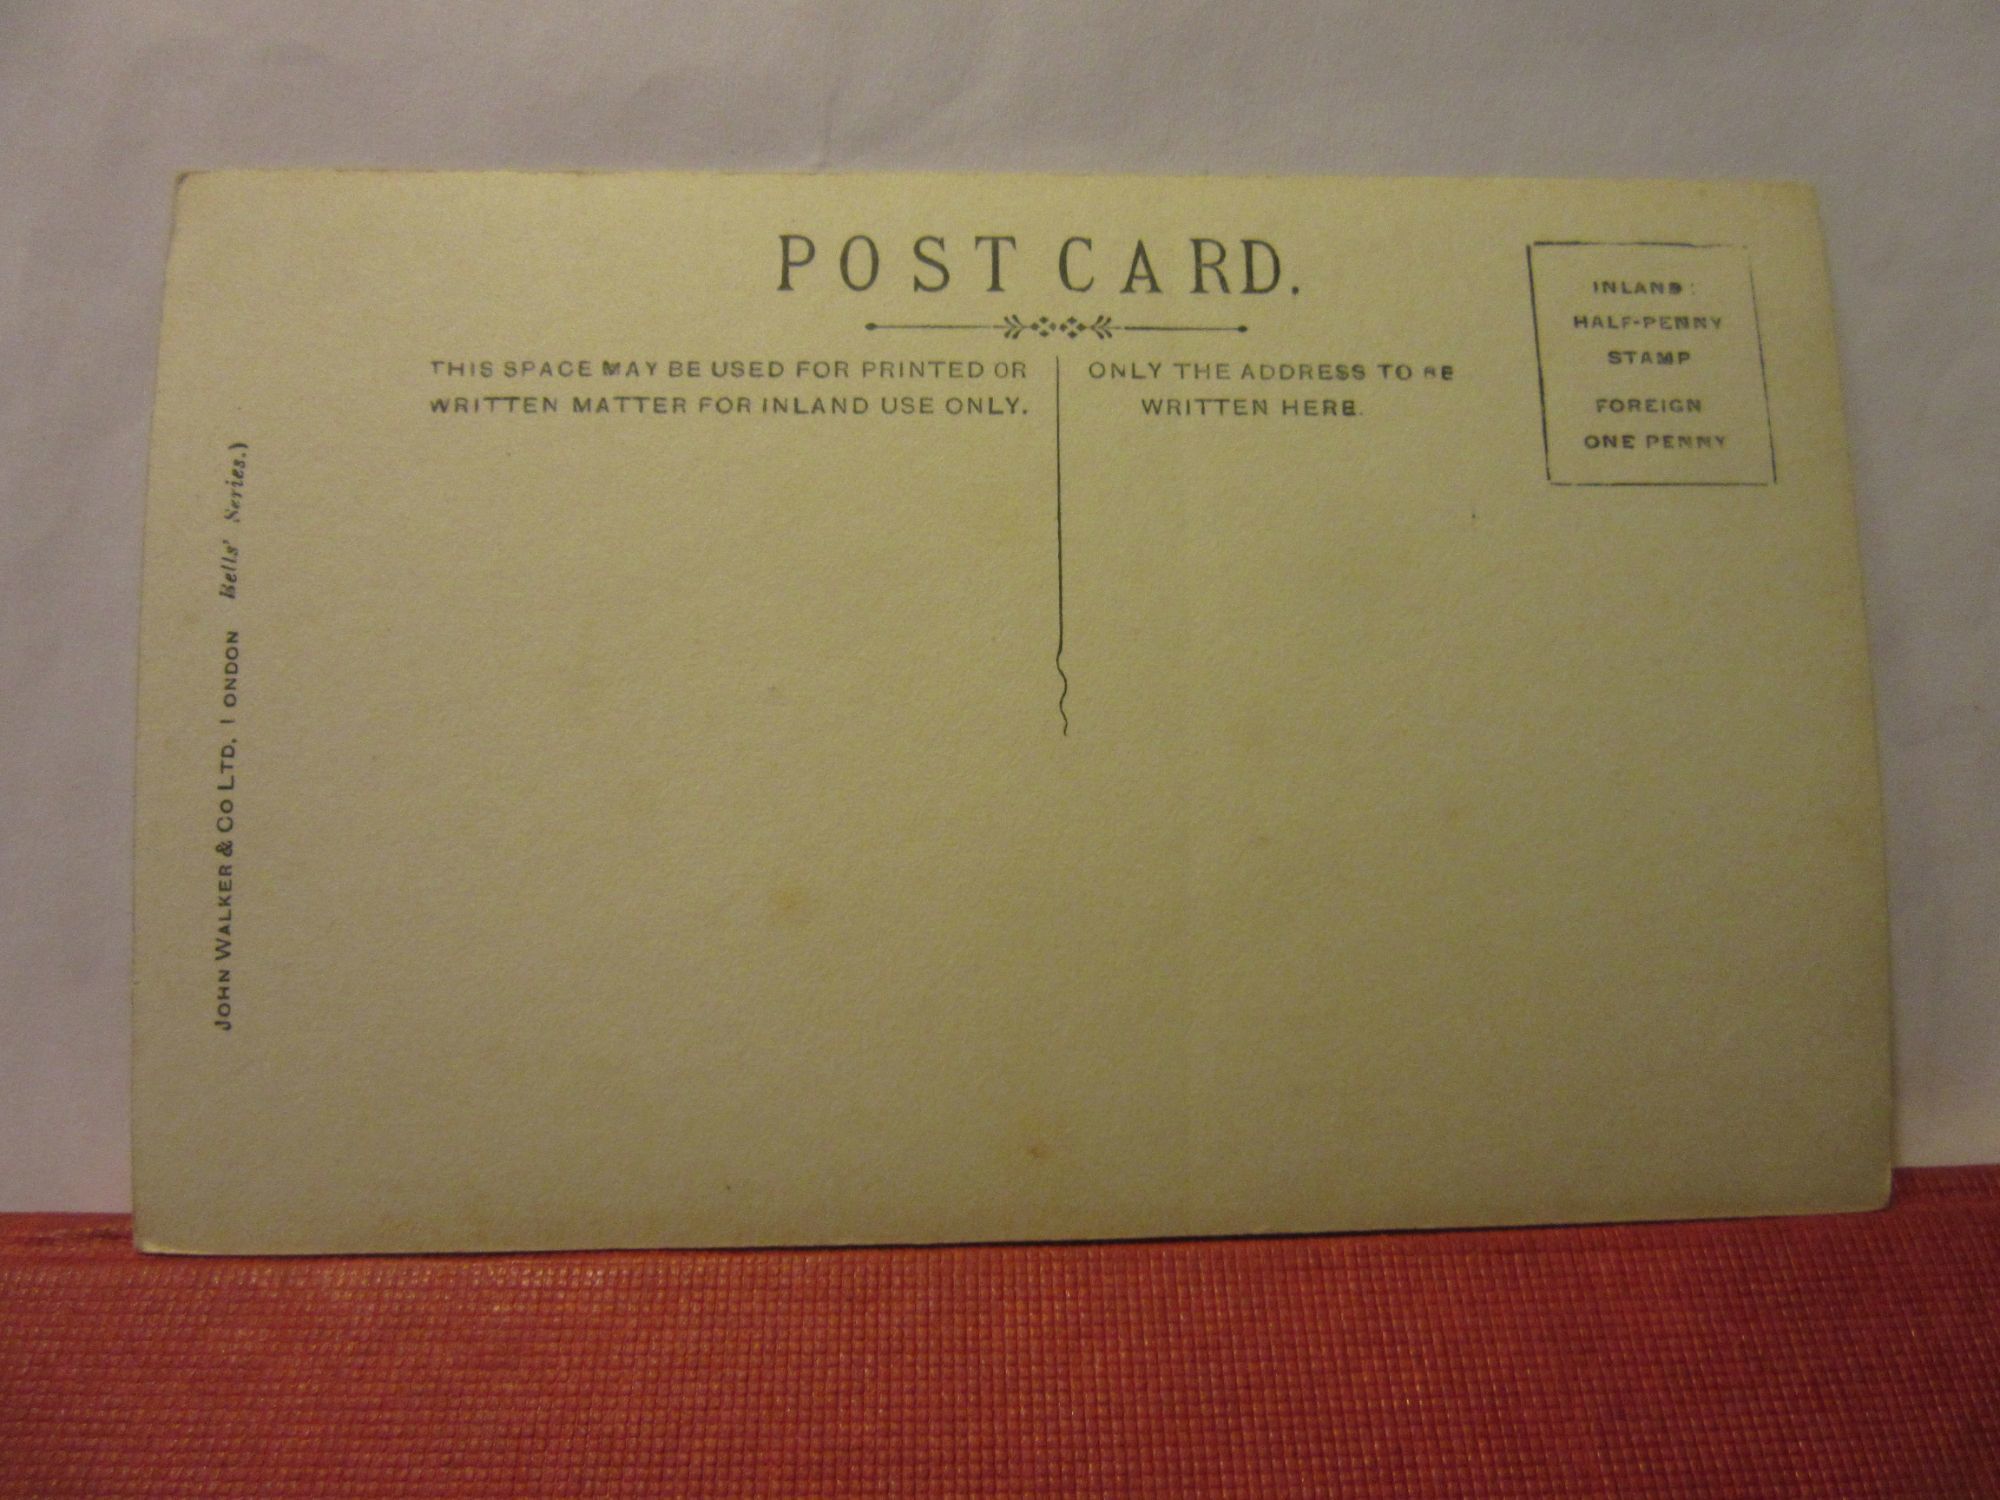 POST CARD.
THIS SPACE MAY BE USED FOR PRINTED OR
WRITTEN MATTER FOR INLAND USE ONLY.
ONLY THE ADDRESS TO BE
WRITTEN HERE.
INLAND:
HALF-PENNY
STAMP
FOREIGN
ONE PENNY
JOHN WALKER & CO LTD, LONDON Bells' Series.)